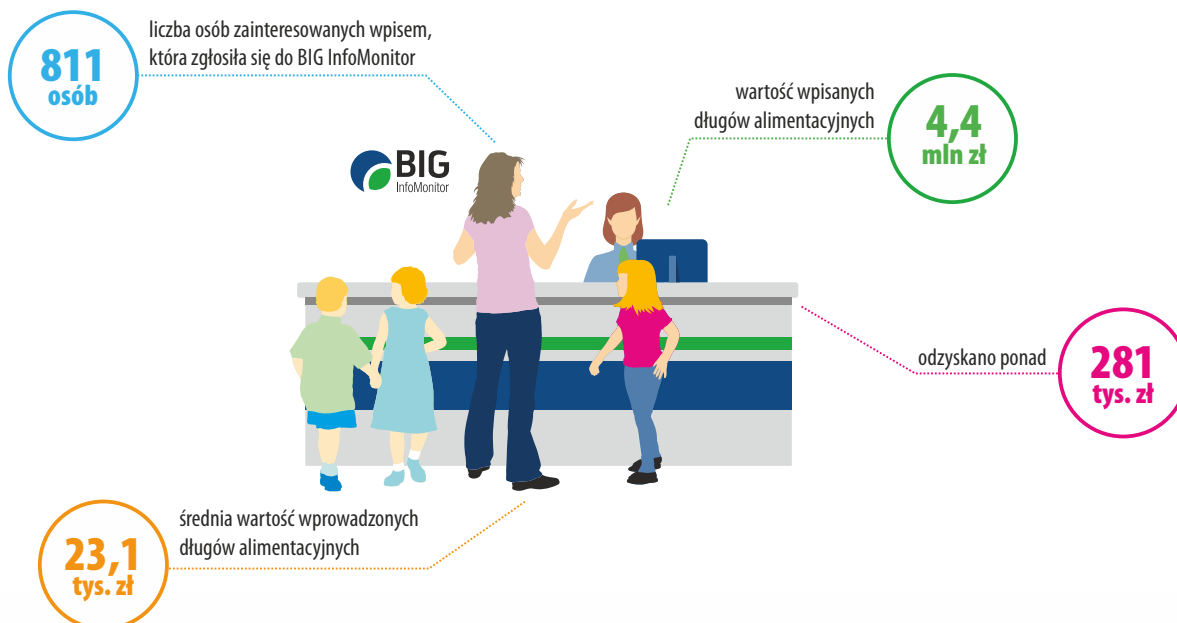 811
osób
liczba osób zainteresowanych wpisem,
która zgłosiła się do BIG InfoMonitor
wartość wpisanych
długów alimentacyjnych
4,4
mln zł
BIG
InfoMonitor
odzyskano ponad
281
tys. zł
23,1
tys. zł
średnia wartość wprowadzonych
długów alimentacyjnych